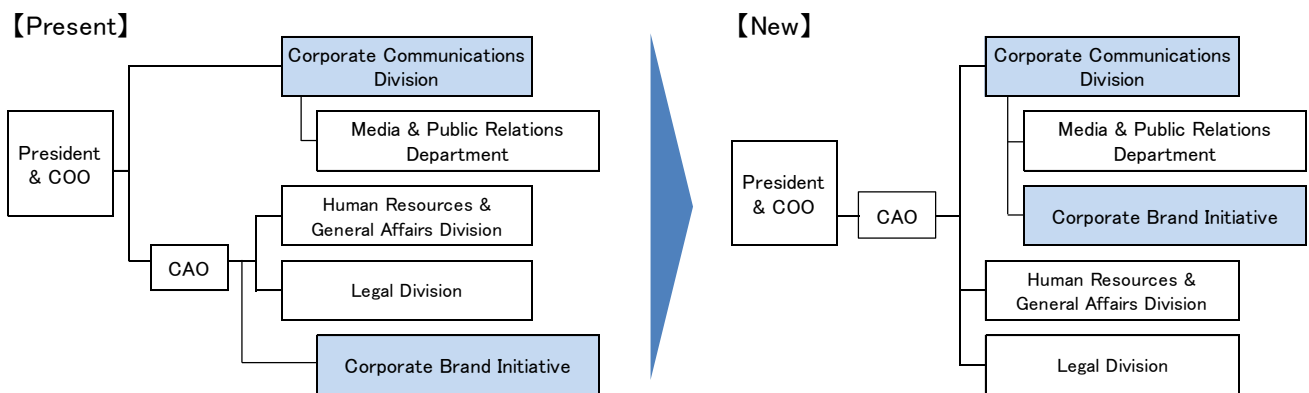 【Present】
Corporate Communications
Division
Media & Public Relations
Department
President
& COO
Human Resources &
General Affairs Division
CAO
Legal Division
Corporate Brand Initiative
【New】
Corporate Communications
Division
Media & Public Relations
Department
President
& COO
CAO
Corporate Brand Initiative
Human Resources &
General Affairs Division
Legal Division